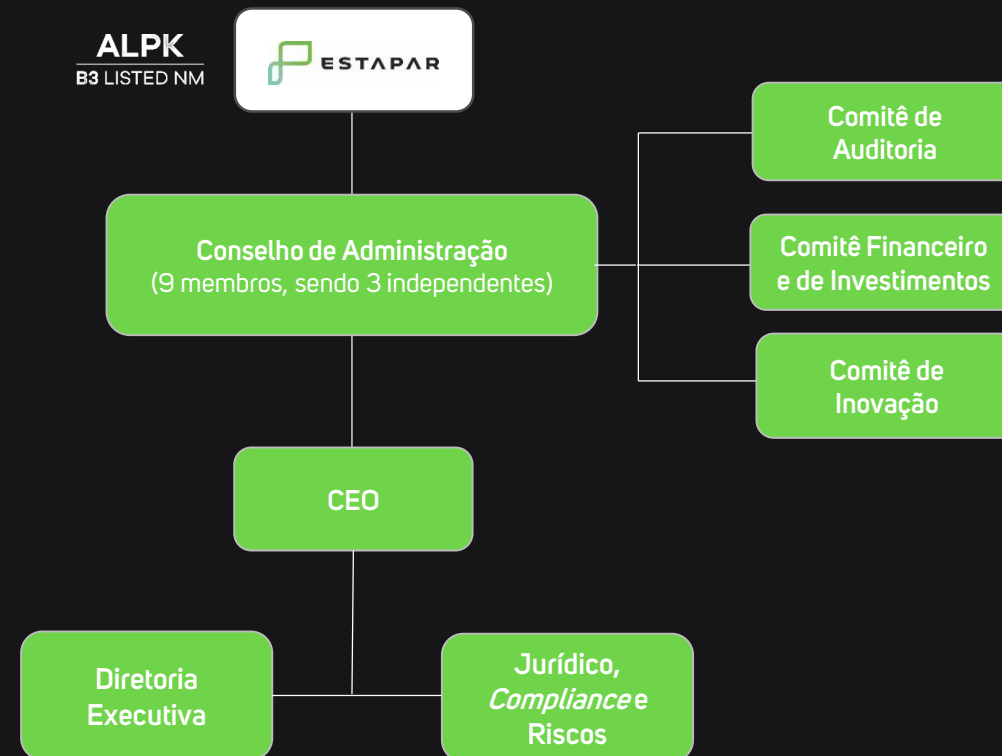 ALPK
B3 LISTED NM
ESTAPAR
Comitê de
Auditoria
Conselho de Administração
(9 membros, sendo 3 independentes)
Comitê Financeiro
e de Investimentos
Comitê de
Inovação
CEO
Diretoria
Executiva
Jurídico,
Compliance e
Riscos